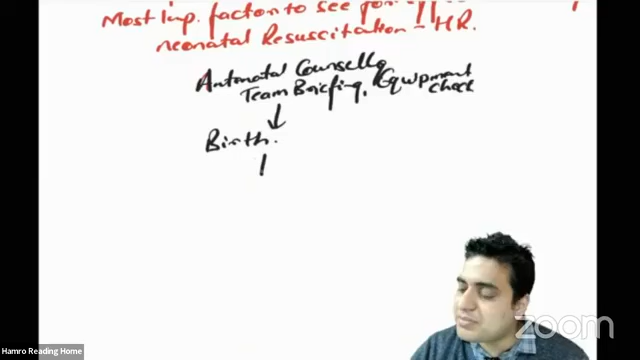 Most Imp. factor to see for
neonatal Resuscitation - HR.
Antenatal Counselling
Team Briefing, Equipment
check
Birth.
Hamro Reading Home
zoom